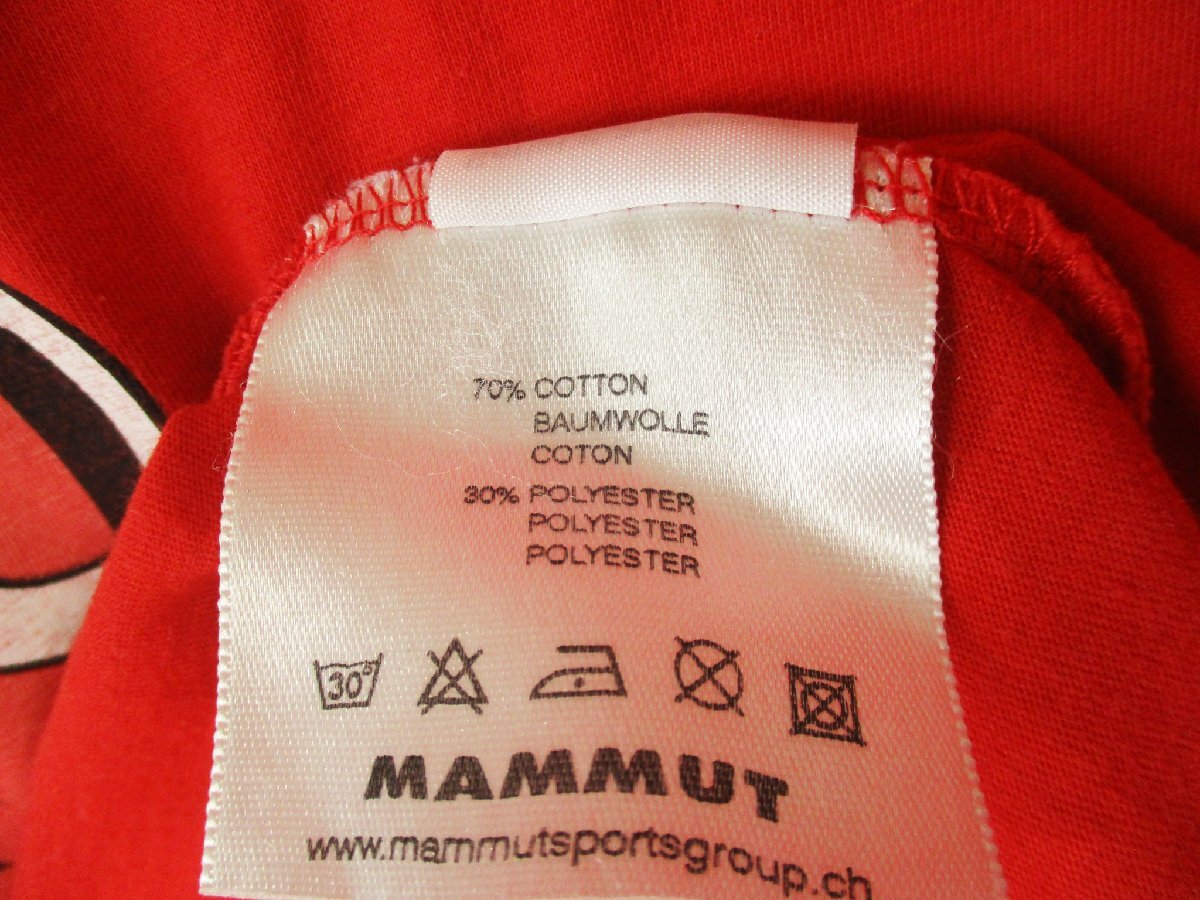 70% COTTON
BAUMWOLLE
COTON
30% POLYESTER
POLYESTER
POLYESTER
30°
MAMMUT
www.mammutsportsgroup.ch